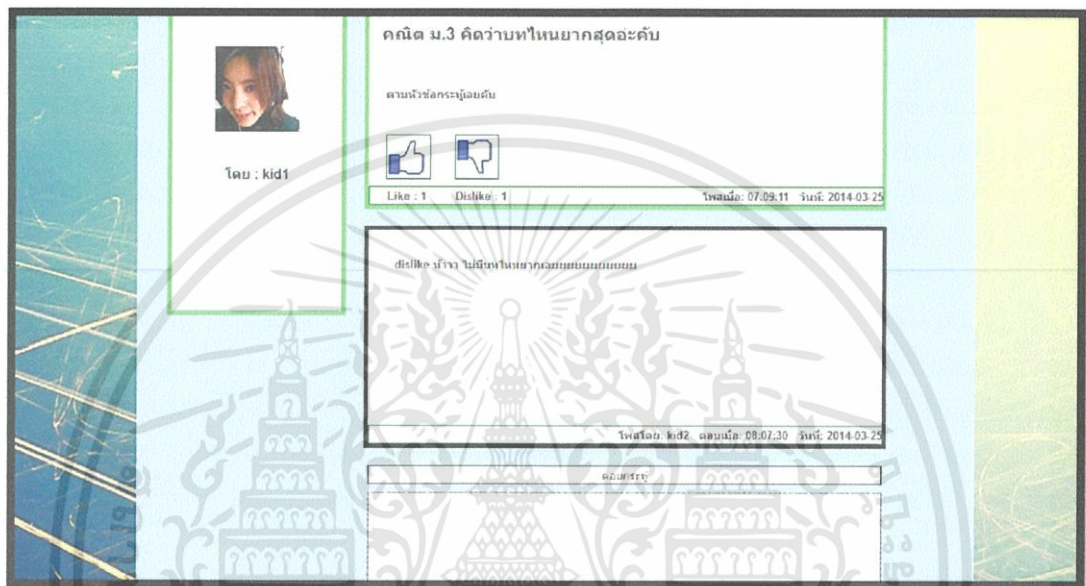 คณิต ม.3 คิดว่าบทไหนยากสุดอะคับ
ตามหัวข้อกระทู้เลยคับ
โดย : kid1
Like : 1 Dislike : 1 โพสเมื่อ: 07:09:11 วันที่: 2014-03-25
dislike น้าาา ไม่มีบทไหนยากเลยยยยยยยยยยย
โพสโดย: kid2 ตอบเมื่อ: 08:07:30 วันที่: 2014-03-25
ตอบกระทู้